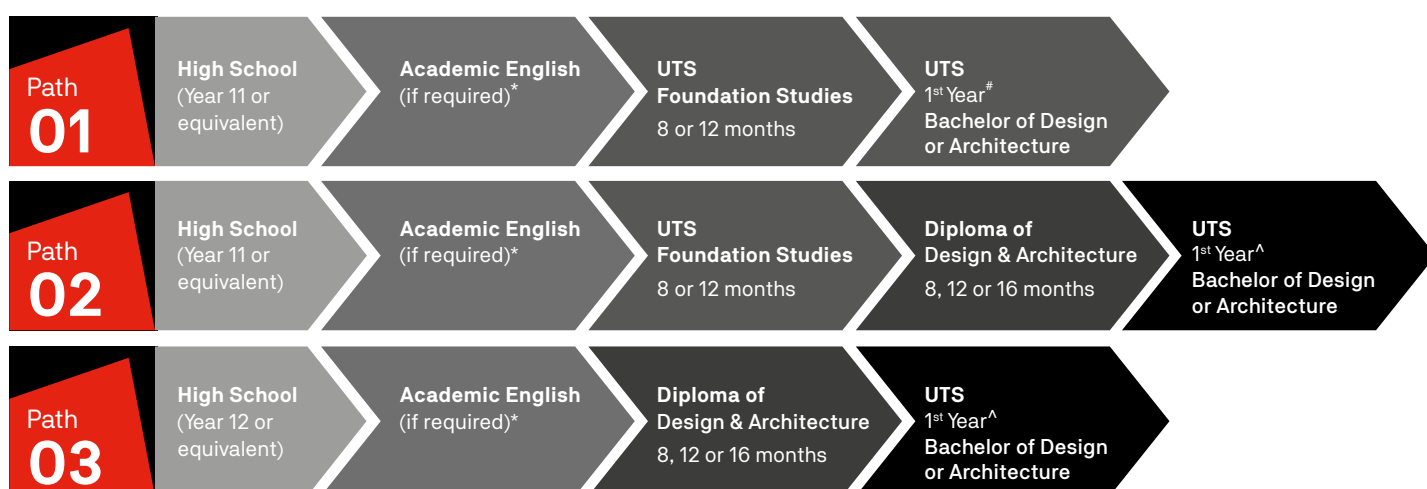 Path
01
High School
(Year 11 or
equivalent)
Academic English
(if required)*
UTS
Foundation Studies
8 or 12 months
UTS
1st Year#
Bachelor of Design
or Architecture
Path
02
High School
(Year 11 or
equivalent)
Academic English
(if required)*
UTS
Foundation Studies
8 or 12 months
Diploma of
Design & Architecture
8, 12 or 16 months
UTS
1st Year^
Bachelor of Design
or Architecture
Path
03
High School
(Year 12 or
equivalent)
Academic English
(if required)*
Diploma of
Design & Architecture
8, 12 or 16 months
UTS
1st Year^
Bachelor of Design
or Architecture